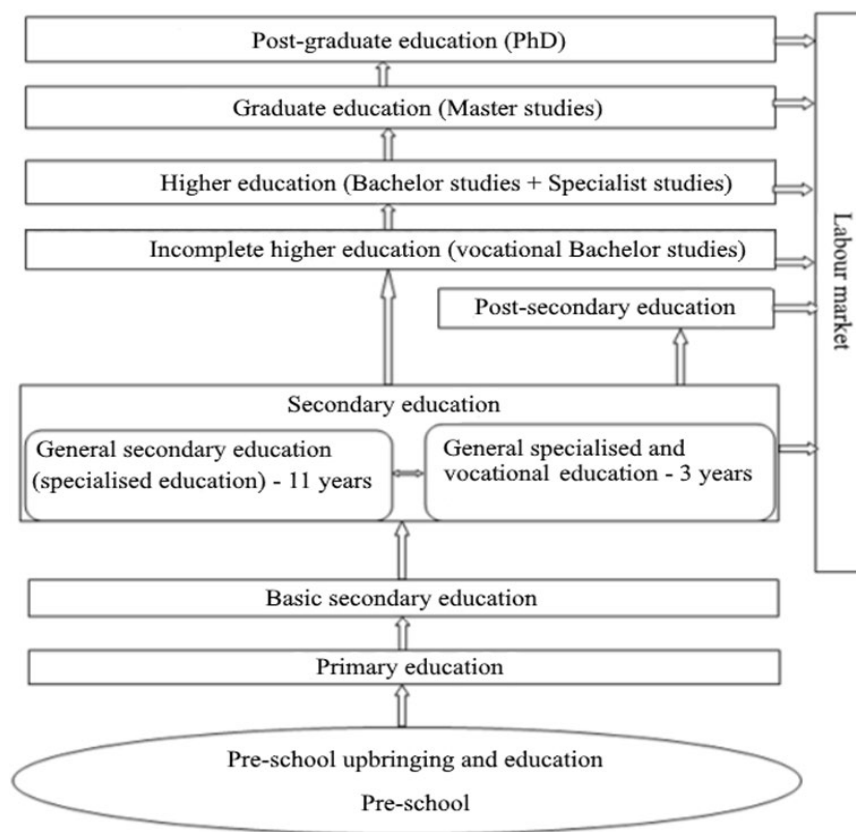 Post-graduate education (PhD)
Graduate education (Master studies)
Higher education (Bachelor studies + Specialist studies)
Incomplete higher education (vocational Bachelor studies)
Post-secondary education
Labour market
Secondary education
General secondary education
(specialised education) - 11 years
General specialised and
vocational education - 3 years
Basic secondary education
Primary education
Pre-school upbringing and education
Pre-school